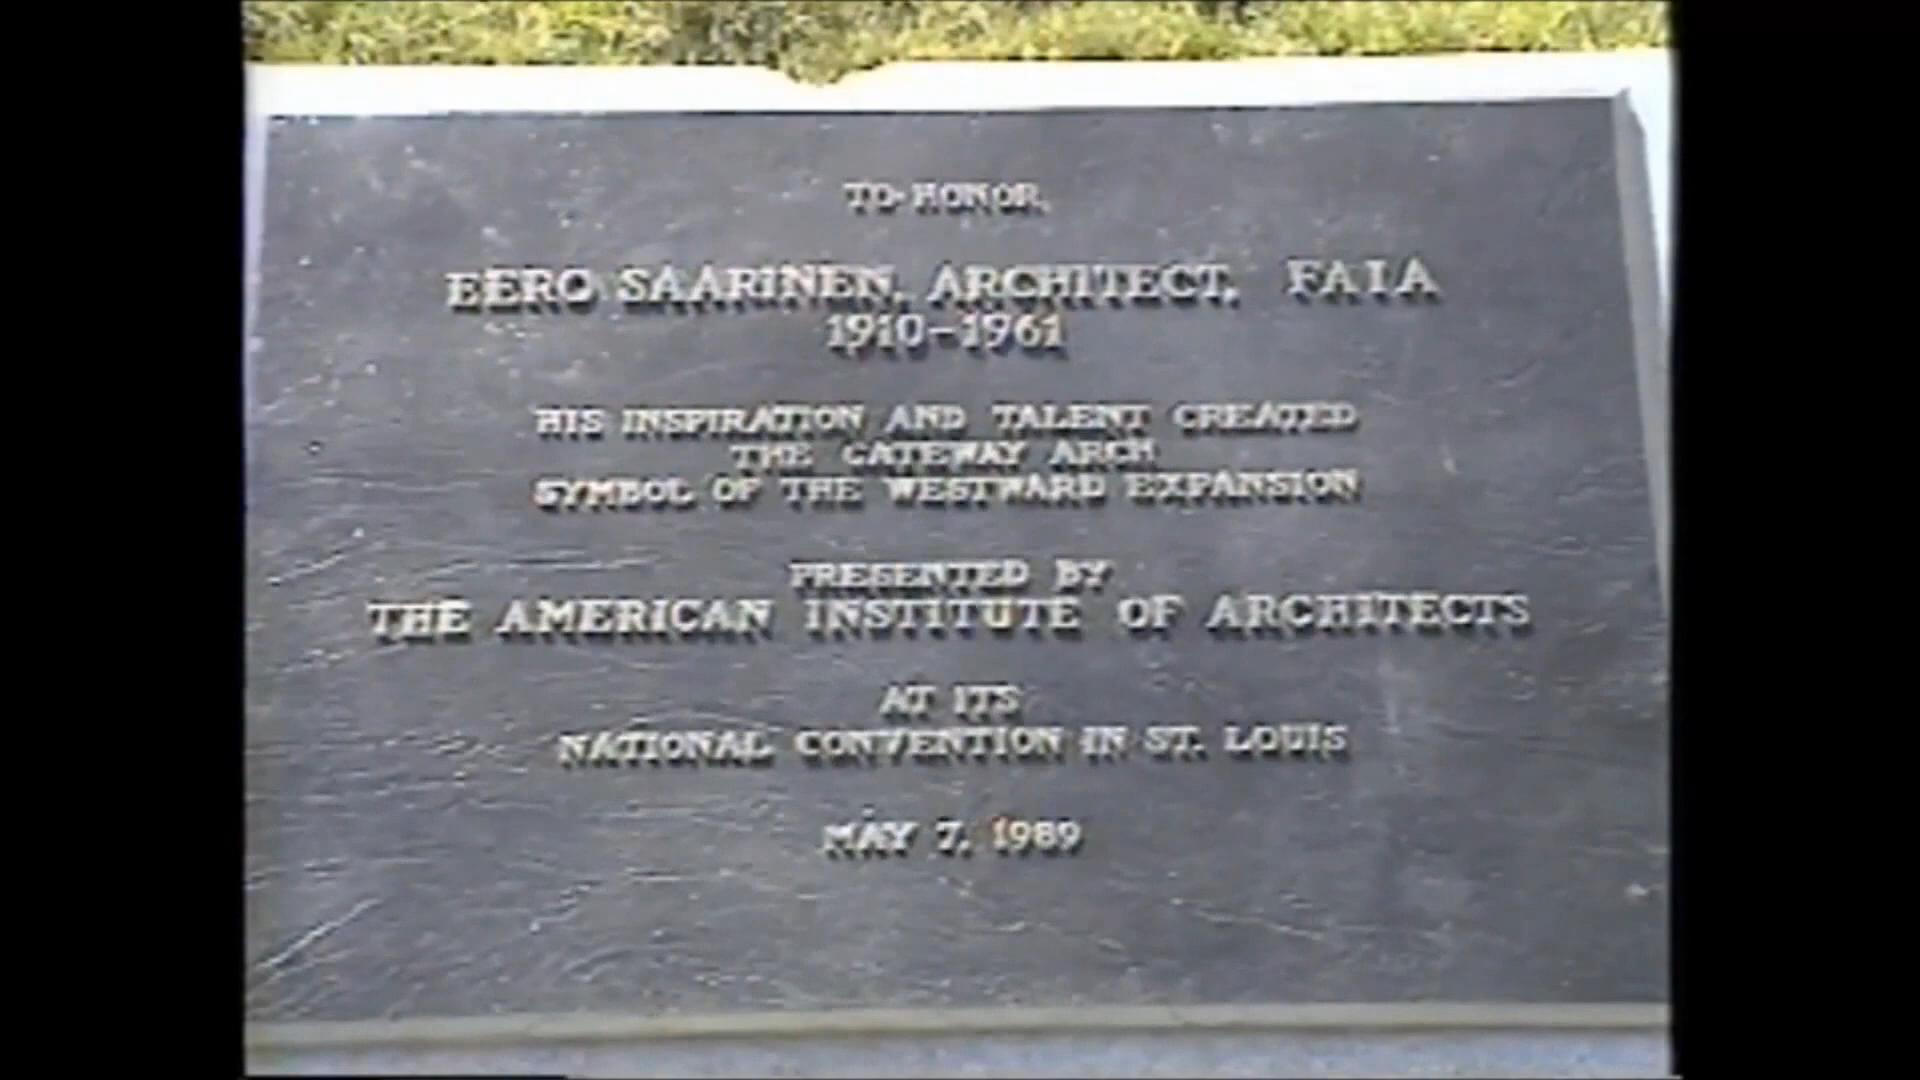 TO HONOR,
EERO SAARINEN, ARCHITECT, FAIA
1910-1961
HIS INSPIRATION AND TALENT CREATED
THE GATEWAY ARCH
SYMBOL OF THE WESTWARD EXPANSION
PRESENTED BY
THE AMERICAN INSTITUTE OF ARCHITECTS
AT ITS
NATIONAL CONVENTION IN ST. LOUIS
MAY 7, 1989